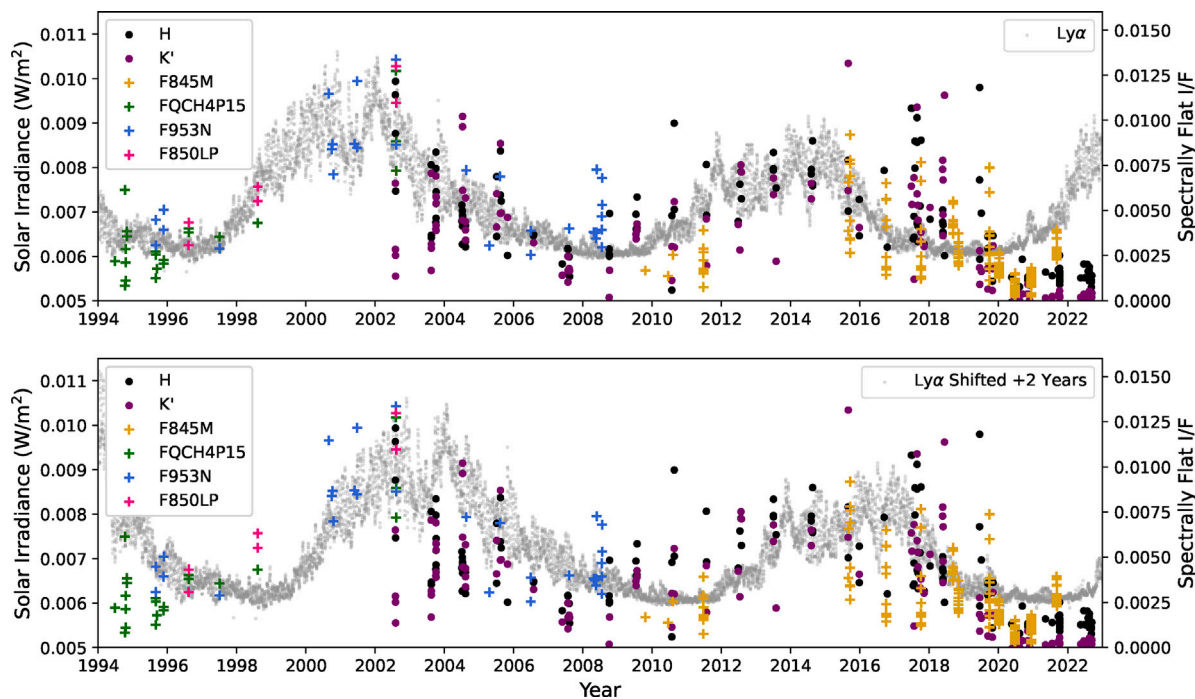 H
K'
F845M
FQCH4P15
F953N
F850LP
Lyα
Solar Irradiance (W/m²)
0.011
0.010
0.009
0.008
0.007
0.006
0.005
0.0150
0.0125
0.0100
0.0075
0.0050
0.0025
0.0000
Spectrally Flat I/F
1994 1996 1998 2000 2002 2004 2006 2008 2010 2012 2014 2016 2018 2020 2022
H
K'
F845M
FQCH4P15
F953N
F850LP
Lyα Shifted +2 Years
Solar Irradiance (W/m²)
0.011
0.010
0.009
0.008
0.007
0.006
0.005
0.0150
0.0125
0.0100
0.0075
0.0050
0.0025
0.0000
Spectrally Flat I/F
1994 1996 1998 2000 2002 2004 2006 2008 2010 2012 2014 2016 2018 2020 2022
Year